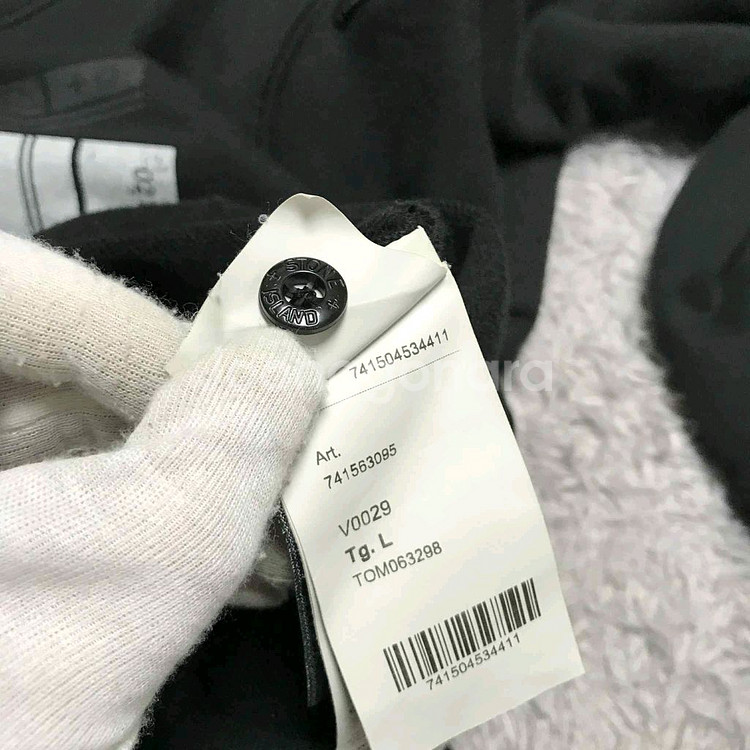 STONE
ISLAND
741504534411
Art.
741563095
V0029
Tg. L
TOM063298
741504534411